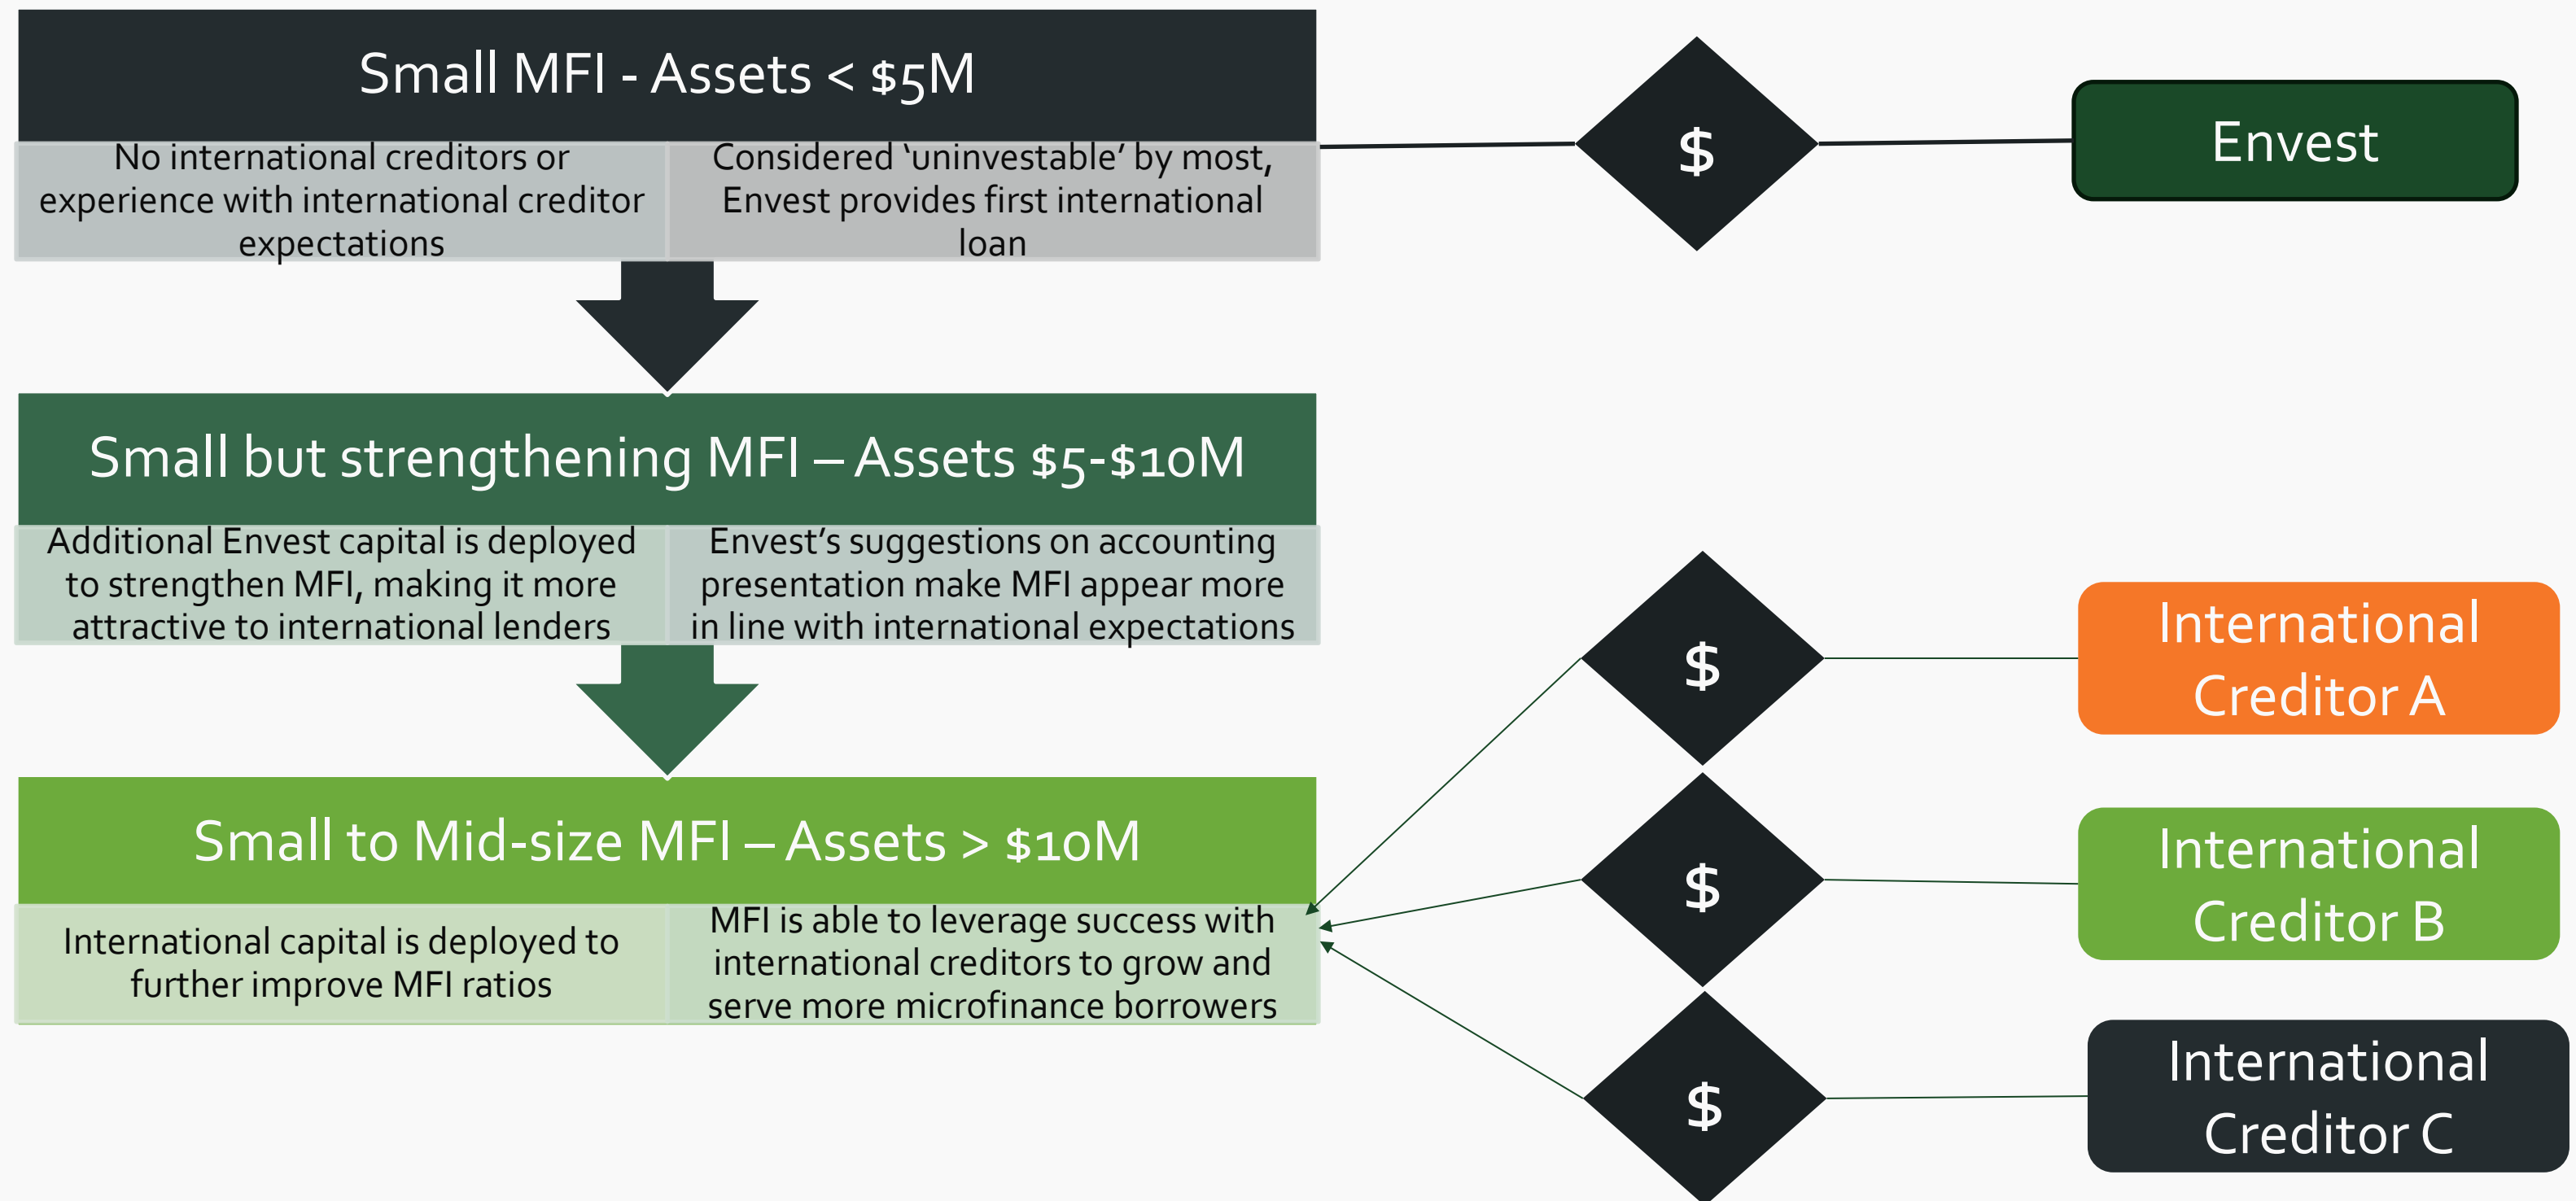 Small MFI - Assets < $5M
No international creditors or
experience with international creditor
expectations
Considered ‘uninvestable’ by most,
Envest provides first international
loan
$
Envest
Small but strengthening MFI – Assets $5-$10M
Additional Envest capital is deployed
to strengthen MFI, making it more
attractive to international lenders
Envest’s suggestions on accounting
presentation make MFI appear more
in line with international expectations
$
International
Creditor A
Small to Mid-size MFI – Assets > $10M
International capital is deployed to
further improve MFI ratios
MFI is able to leverage success with
international creditors to grow and
serve more microfinance borrowers
$
International
Creditor B
$
International
Creditor C